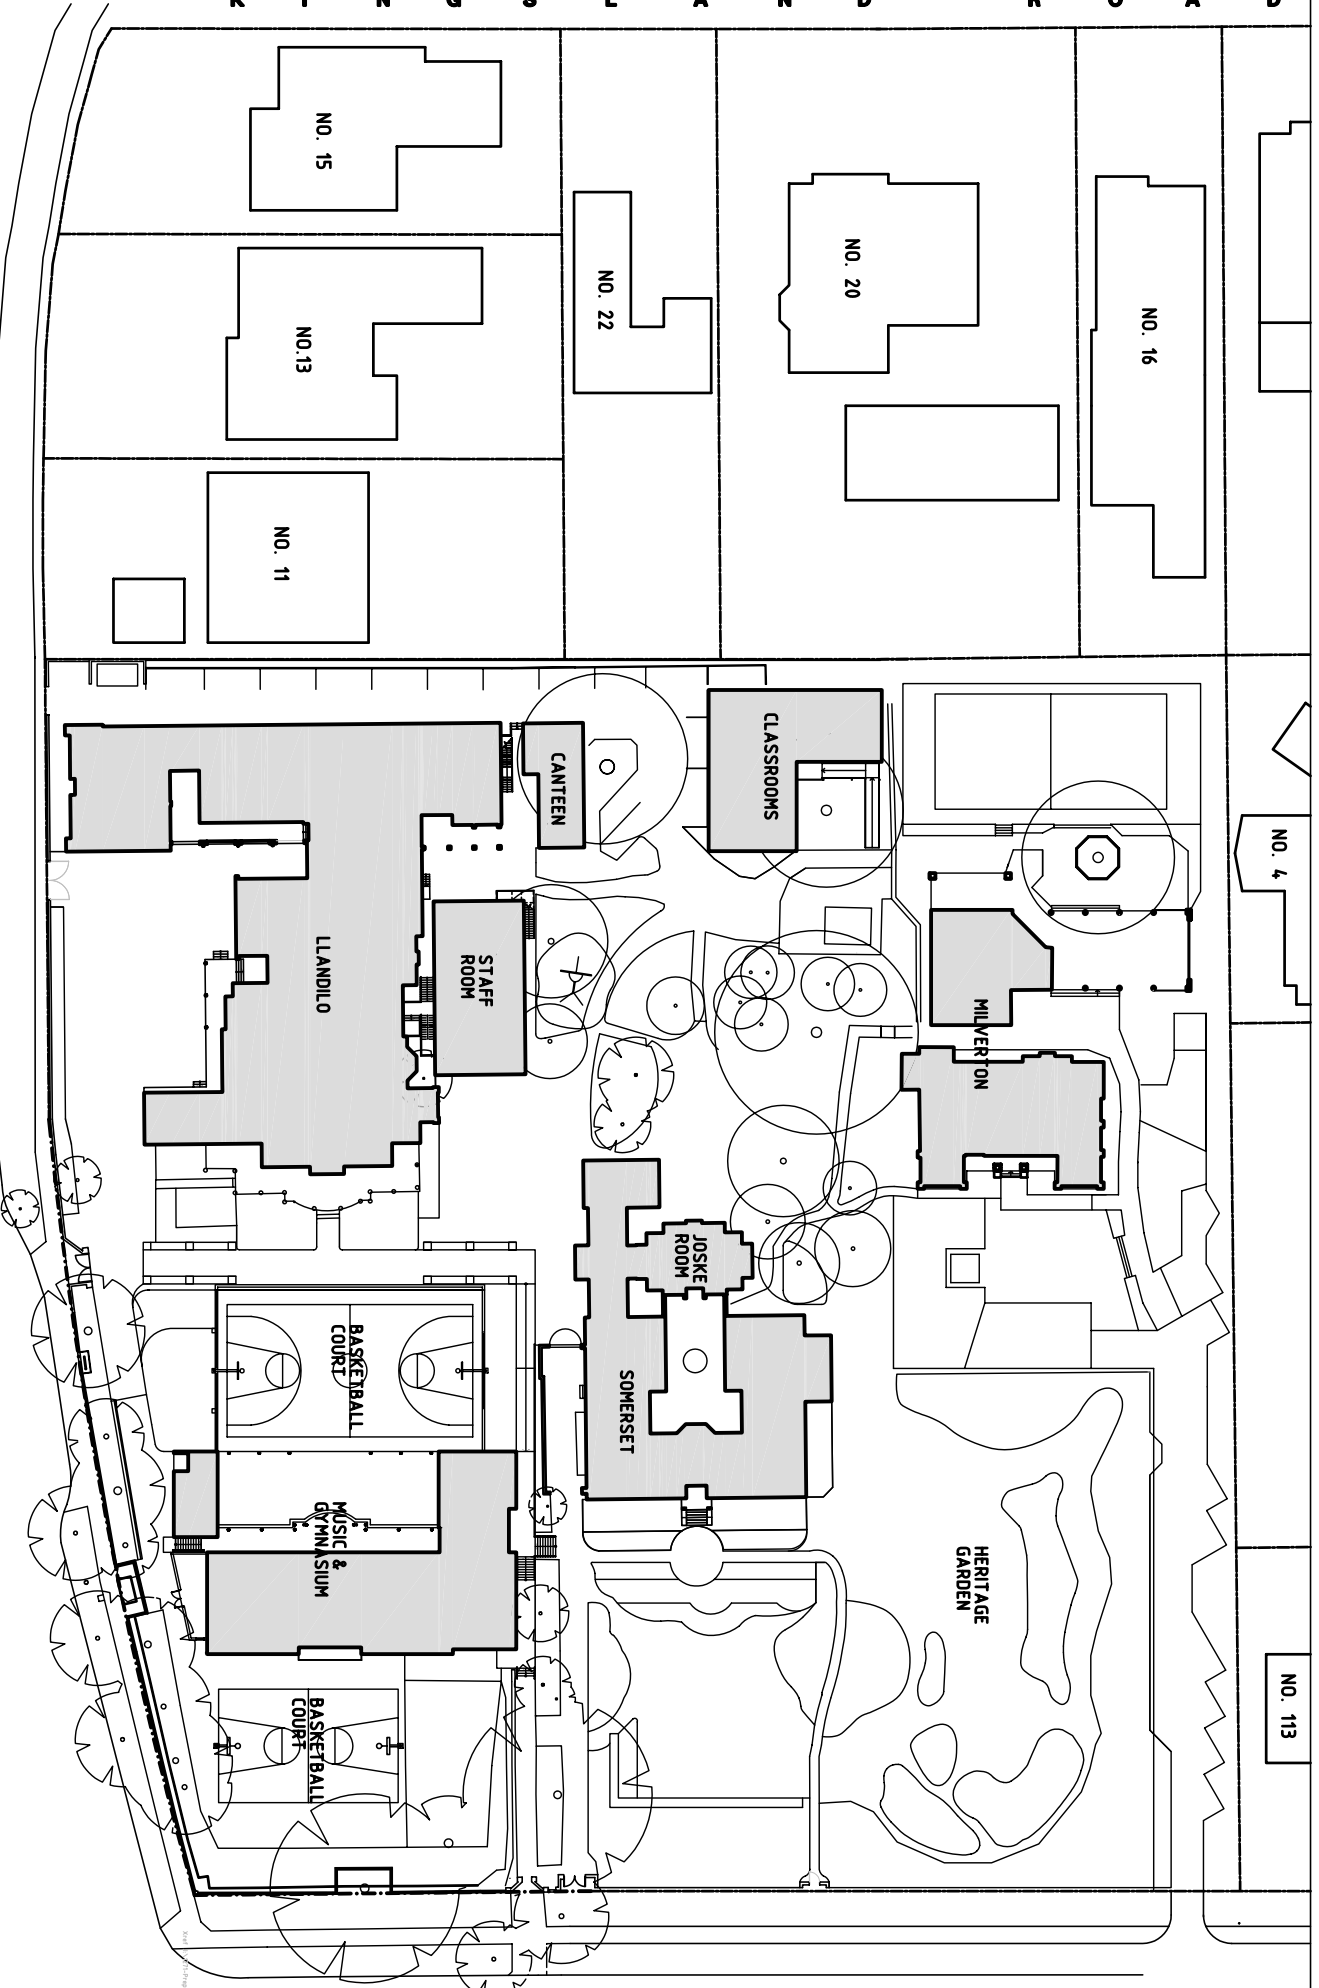 KINGSLAND ROAD
NO. 15
NO.13
NO. 22
NO. 20
NO. 16
NO. 11
CLASSROOMS
CANTEEN
NO. 4
LLANDILO
STAFF
ROOM
MILVERTON
JOSKE
ROOM
BASKETBALL
COURT
SOMERSET
MUSIC &
GYMNASIUM
HERITAGE
GARDEN
NO. 113
BASKETBALL
COURT